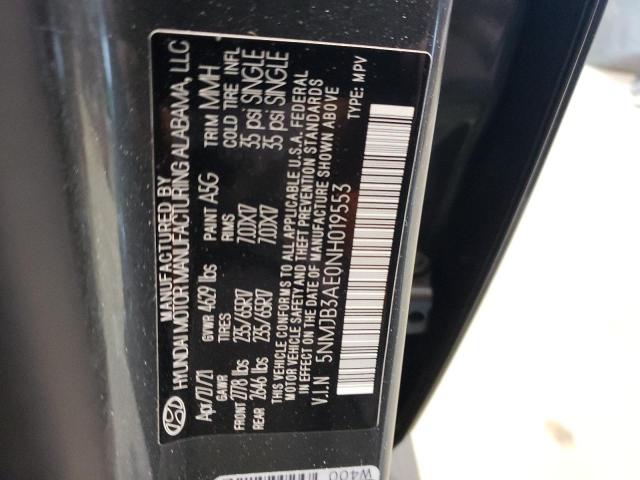 MANUFACTURED BY
HYUNDAI MOTOR MANUFACTURING ALABAMA, LLC
Apr/27/21 GVWR 4629 lbs PAINT A5G TRIM MMH
GAWR TIRES RIMS COLD TIRE INFL
FRONT 2778 lbs 235/65R17 7.0JX17 35 psi SINGLE
REAR 2646 lbs 235/65R17 7.0JX17 35 psi SINGLE
THIS VEHICLE CONFORMS TO ALL APPLICABLE U.S.A. FEDERAL
MOTOR VEHICLE SAFETY AND THEFT PREVENTION STANDARDS
IN EFFECT ON THE DATE OF MANUFACTURE SHOWN ABOVE
V.I.N 5NMJB3AE0NH019553 TYPE: MPV
W400